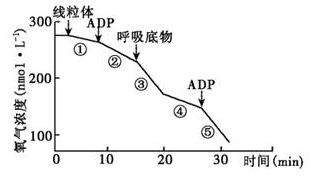 线粒体
ADP
呼吸底物
ADP
300
200
100
① ② ③ ④ ⑤
0 10 20 30
时间(min)
氧气浓度(nmol·L⁻¹)